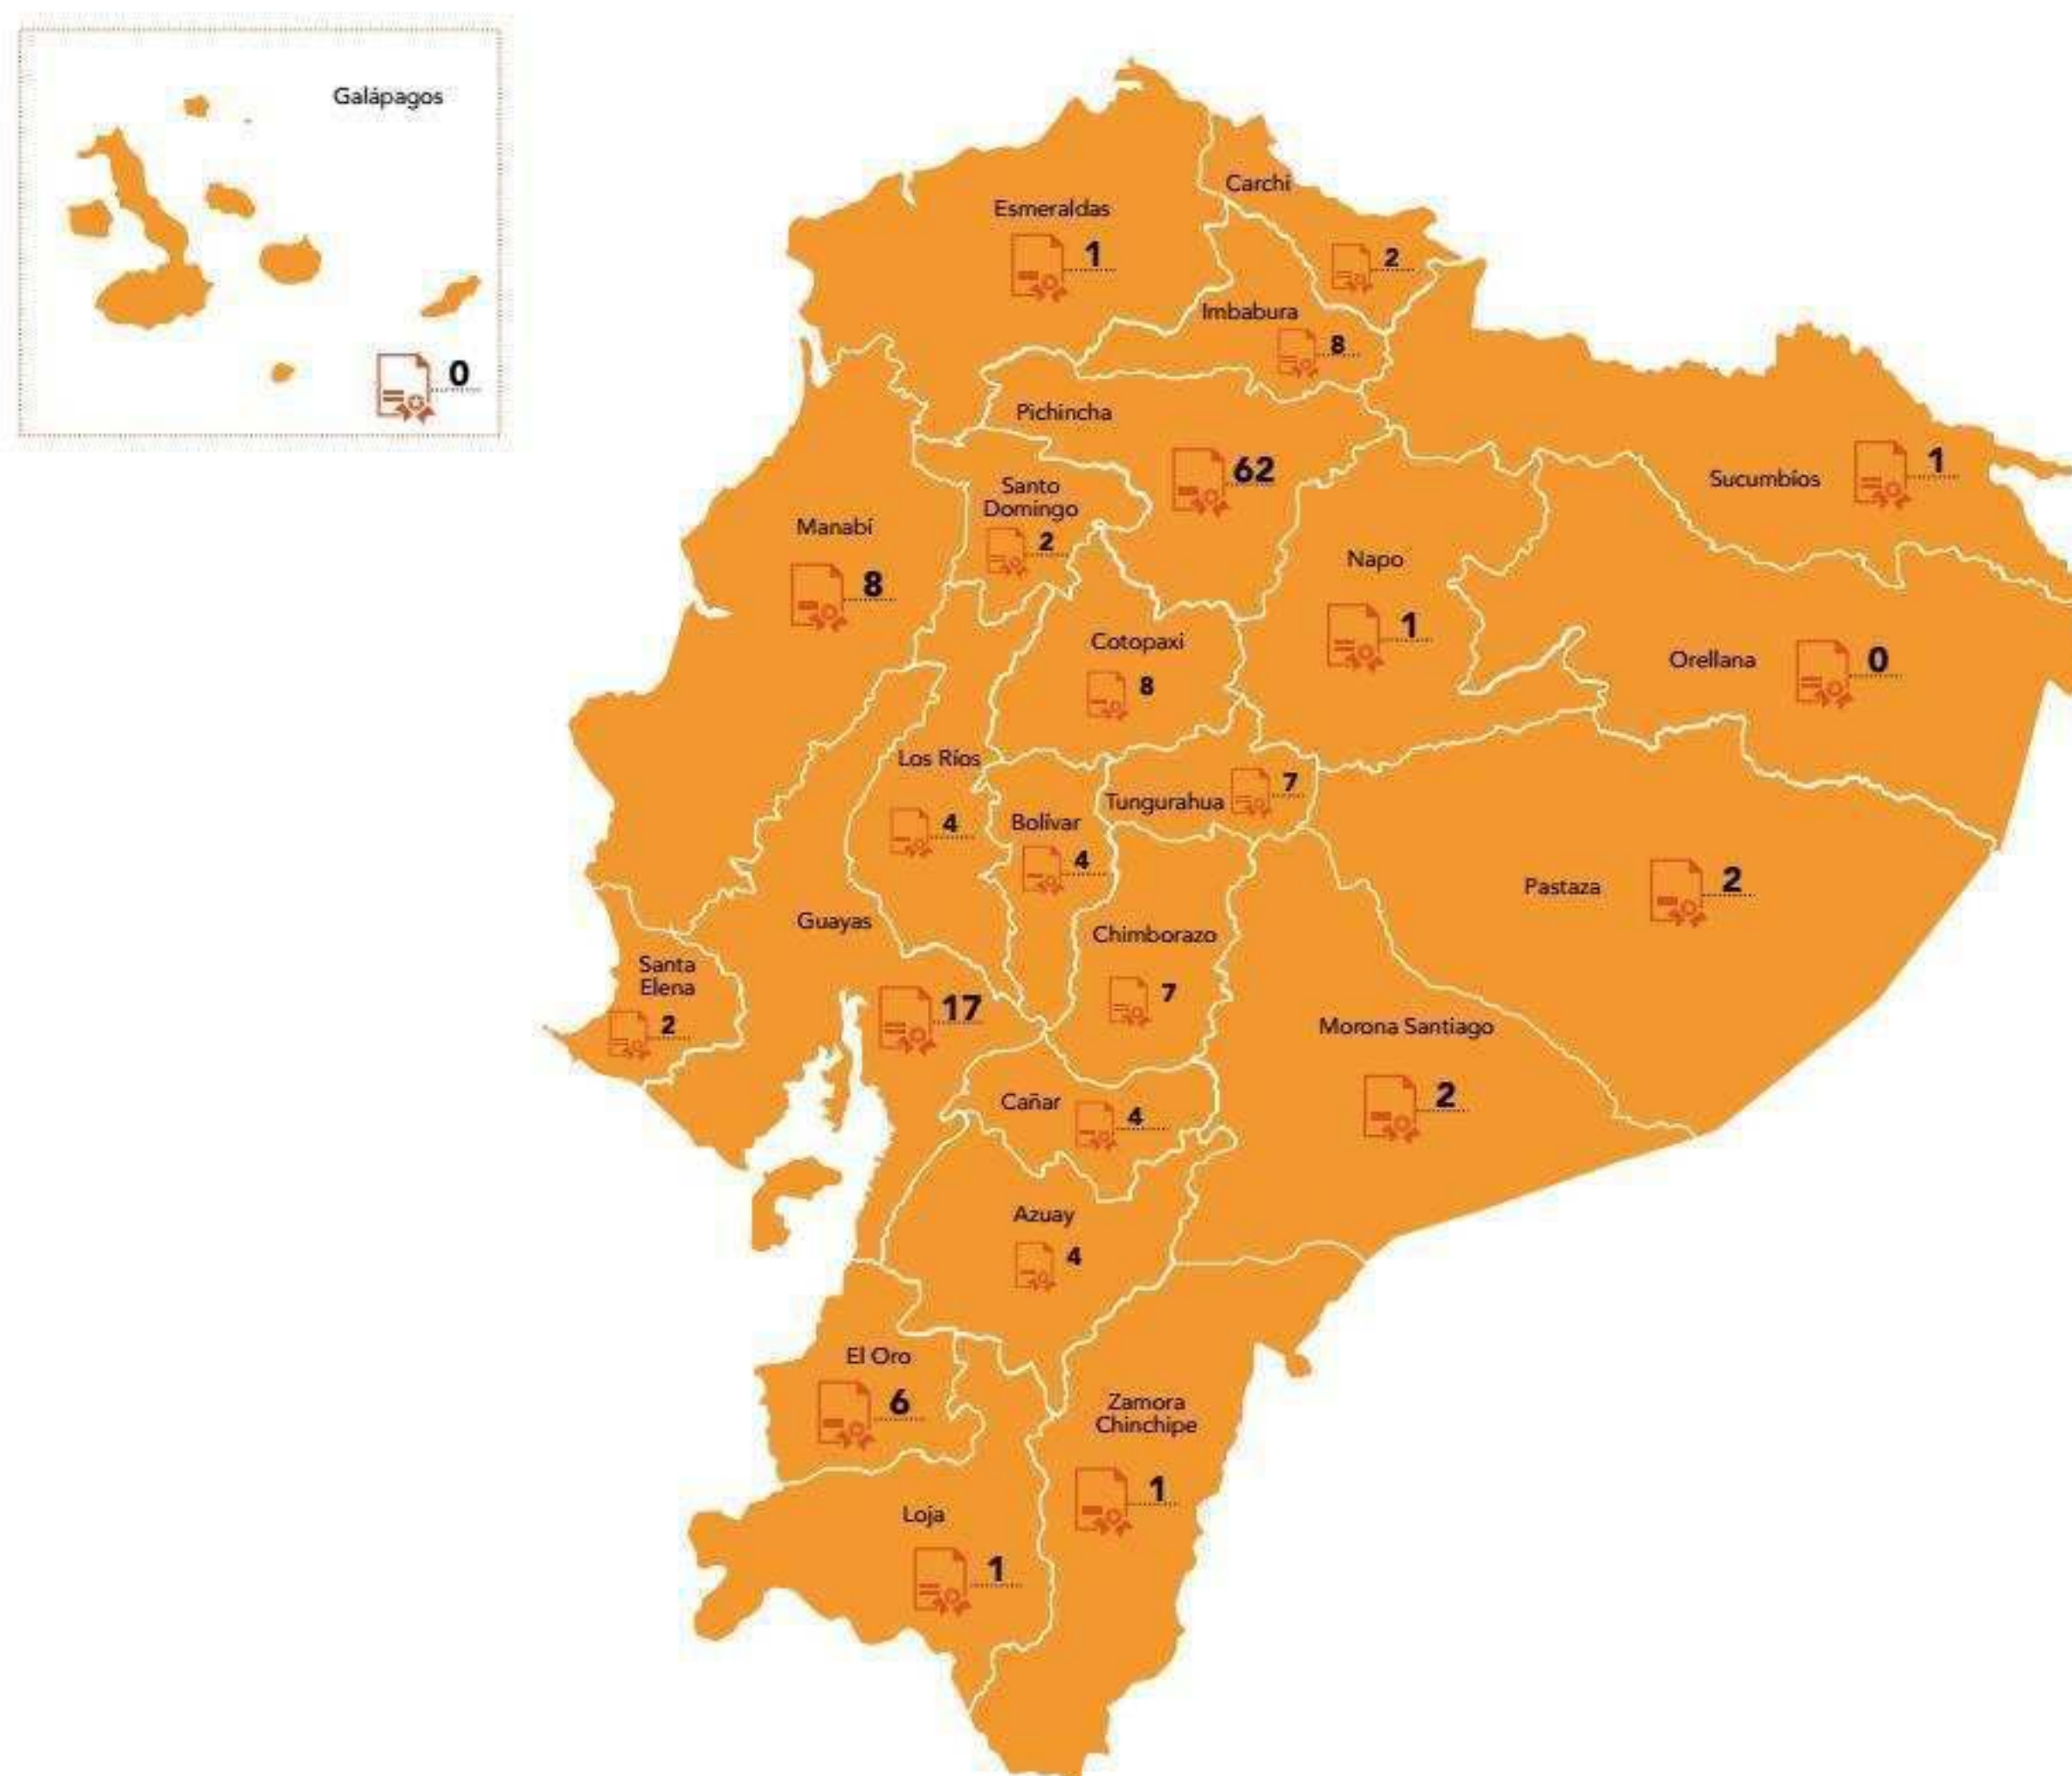 Galápagos
0
Carchi
2
Esmeraldas
1
Imbabura
8
Pichincha
62
Sucumbíos
1
Santo
Domingo
2
Manabí
8
Napo
1
Cotopaxi
8
Orellana
0
Los Ríos
4
Tungurahua
7
Bolívar
4
Pastaza
2
Guayas
17
Chimborazo
7
Santa
Elena
2
Morona Santiago
2
Cañar
4
Azuay
4
El Oro
6
Zamora
Chinchipe
1
Loja
1